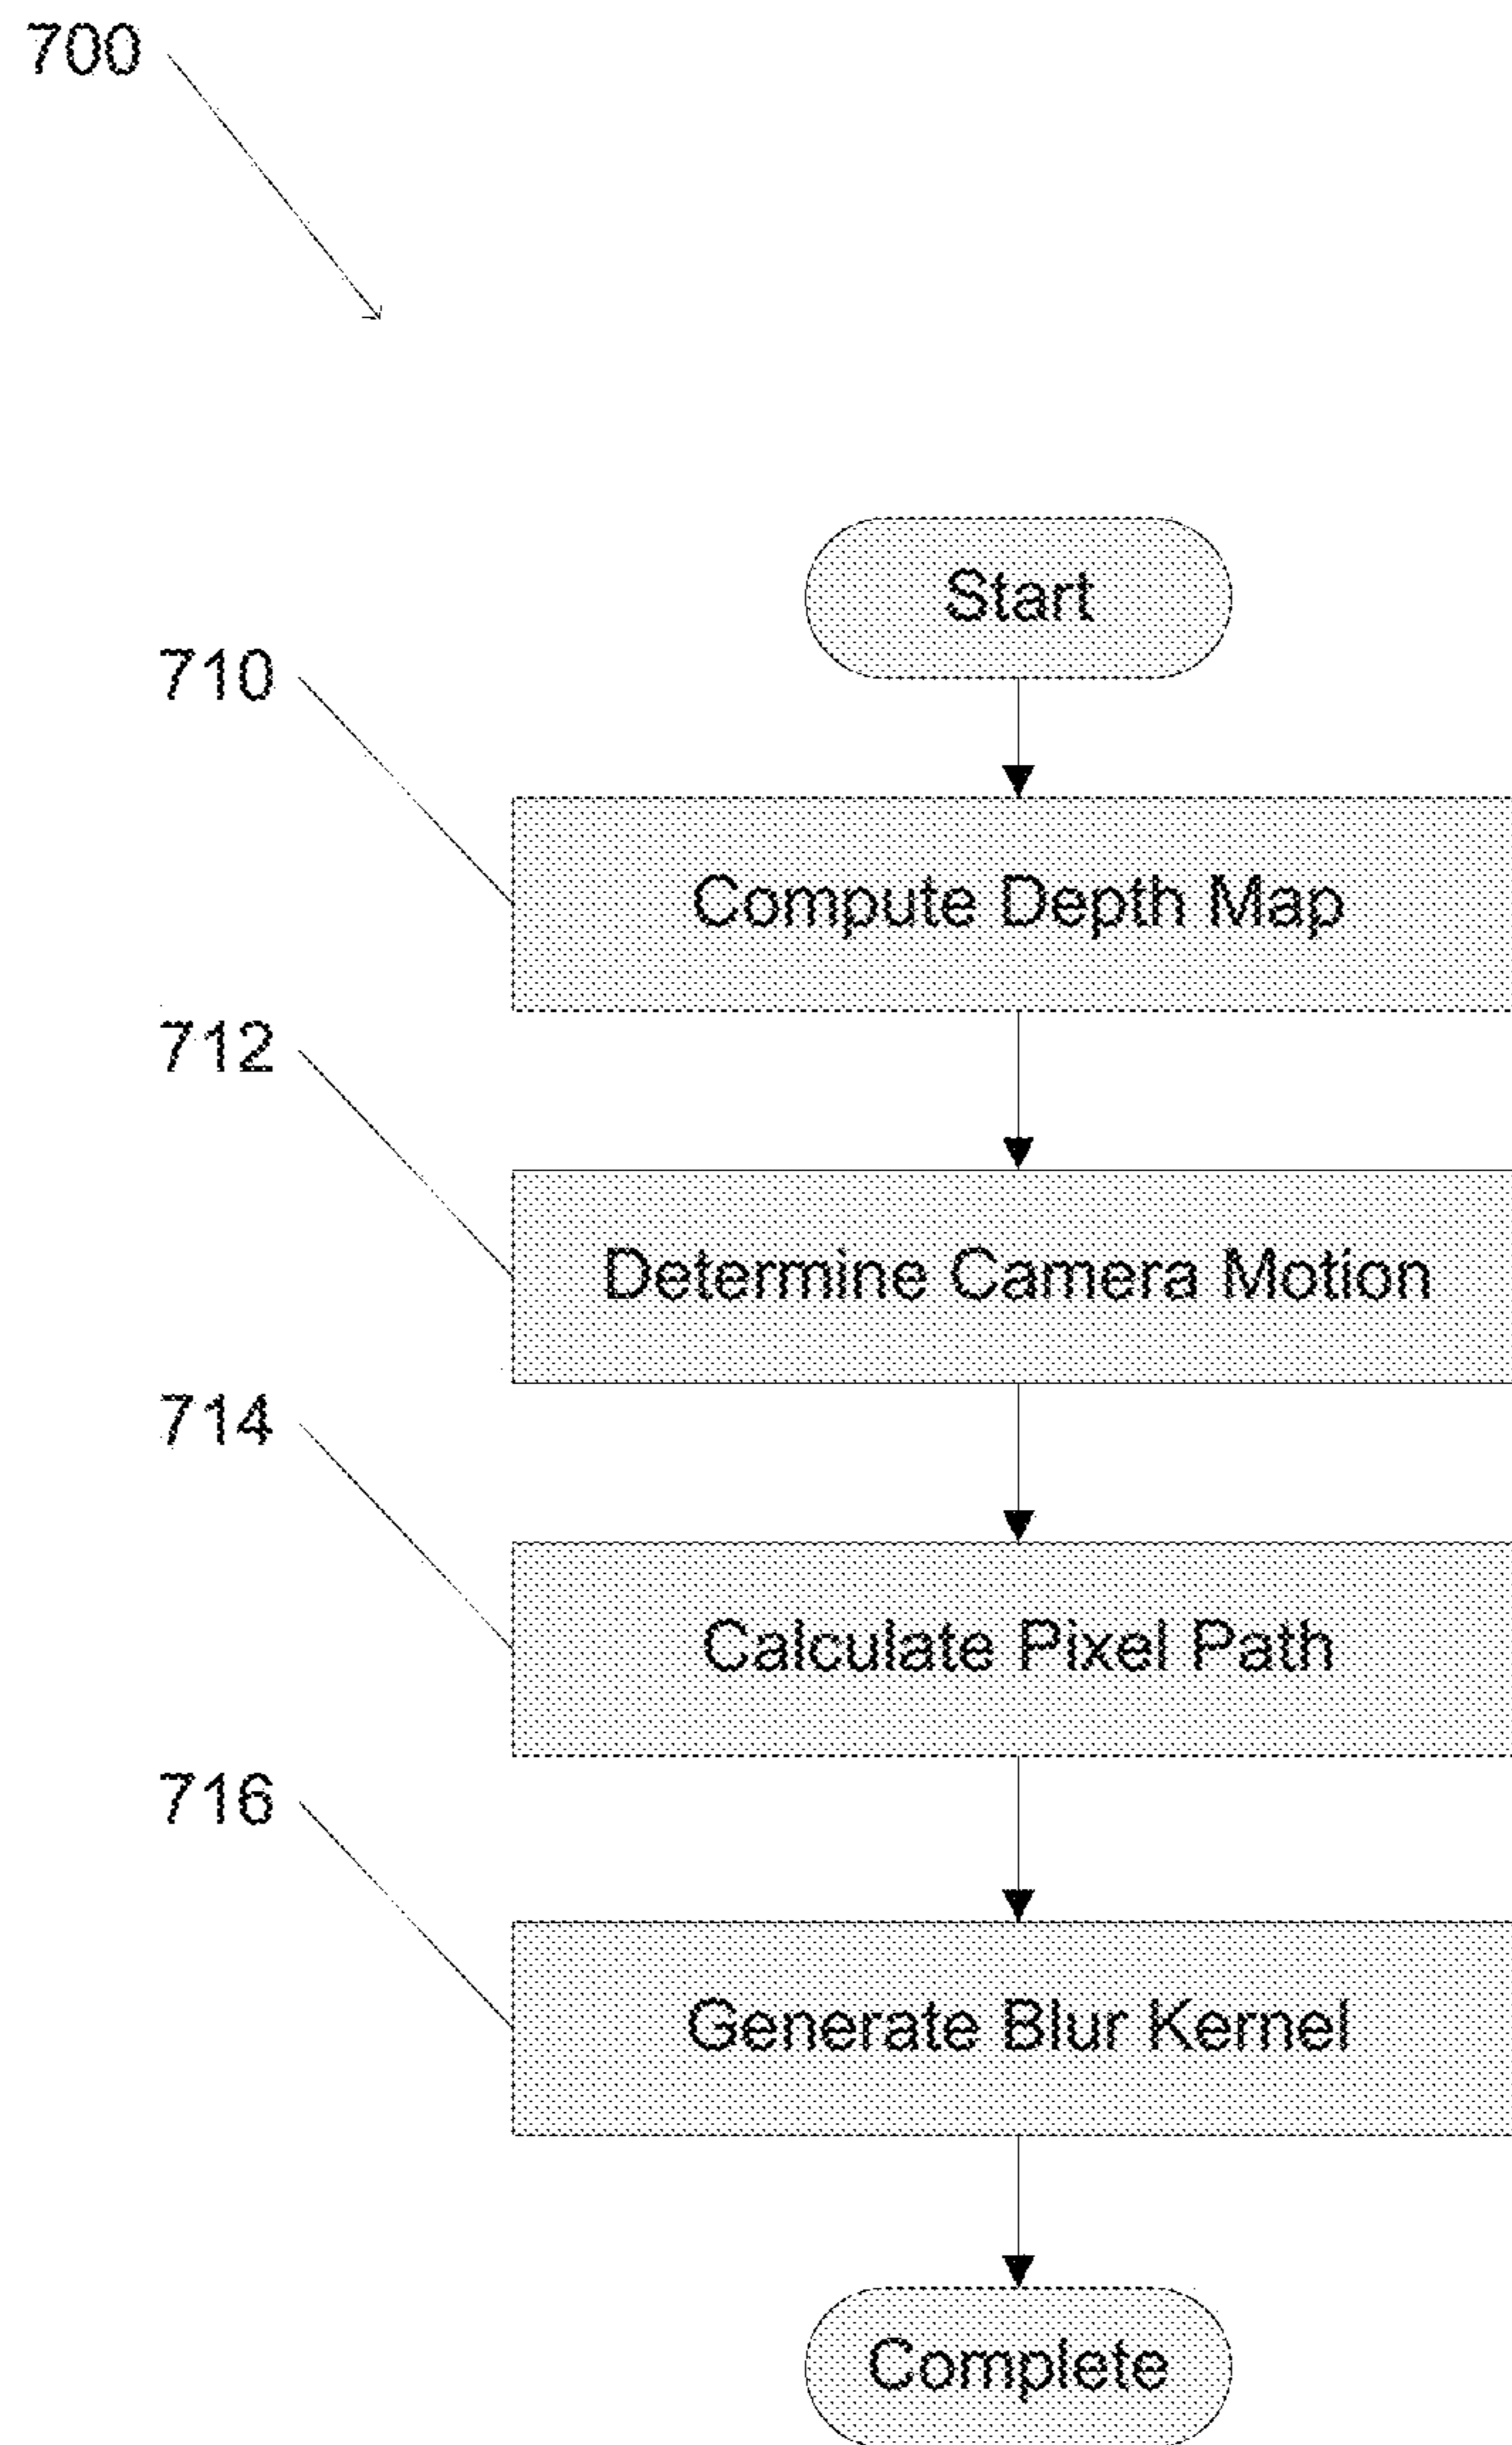 700
Start
710
Compute Depth Map
712
Determine Camera Motion
714
Calculate Pixel Path
716
Generate Blur Kernel
Complete